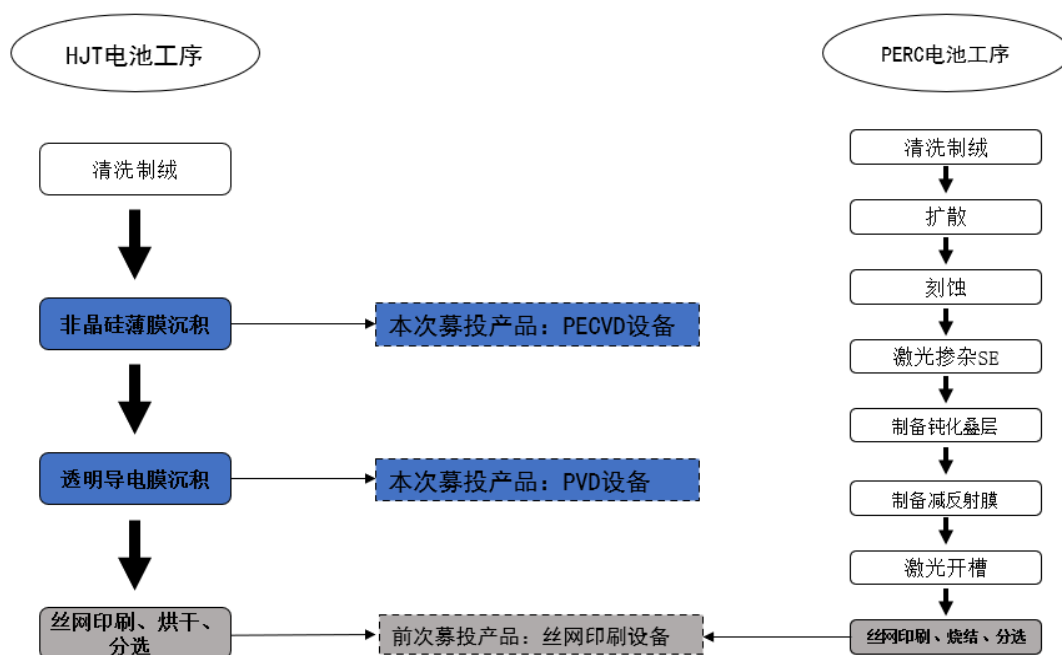 HJT电池工序
PERC电池工序
清洗制绒
非晶硅薄膜沉积
本次募投产品：PECVD设备
透明导电膜沉积
本次募投产品：PVD设备
丝网印刷、烘干、
分选
前次募投产品：丝网印刷设备
清洗制绒
扩散
刻蚀
激光掺杂SE
制备钝化叠层
制备减反射膜
激光开槽
丝网印刷、烧结、分选